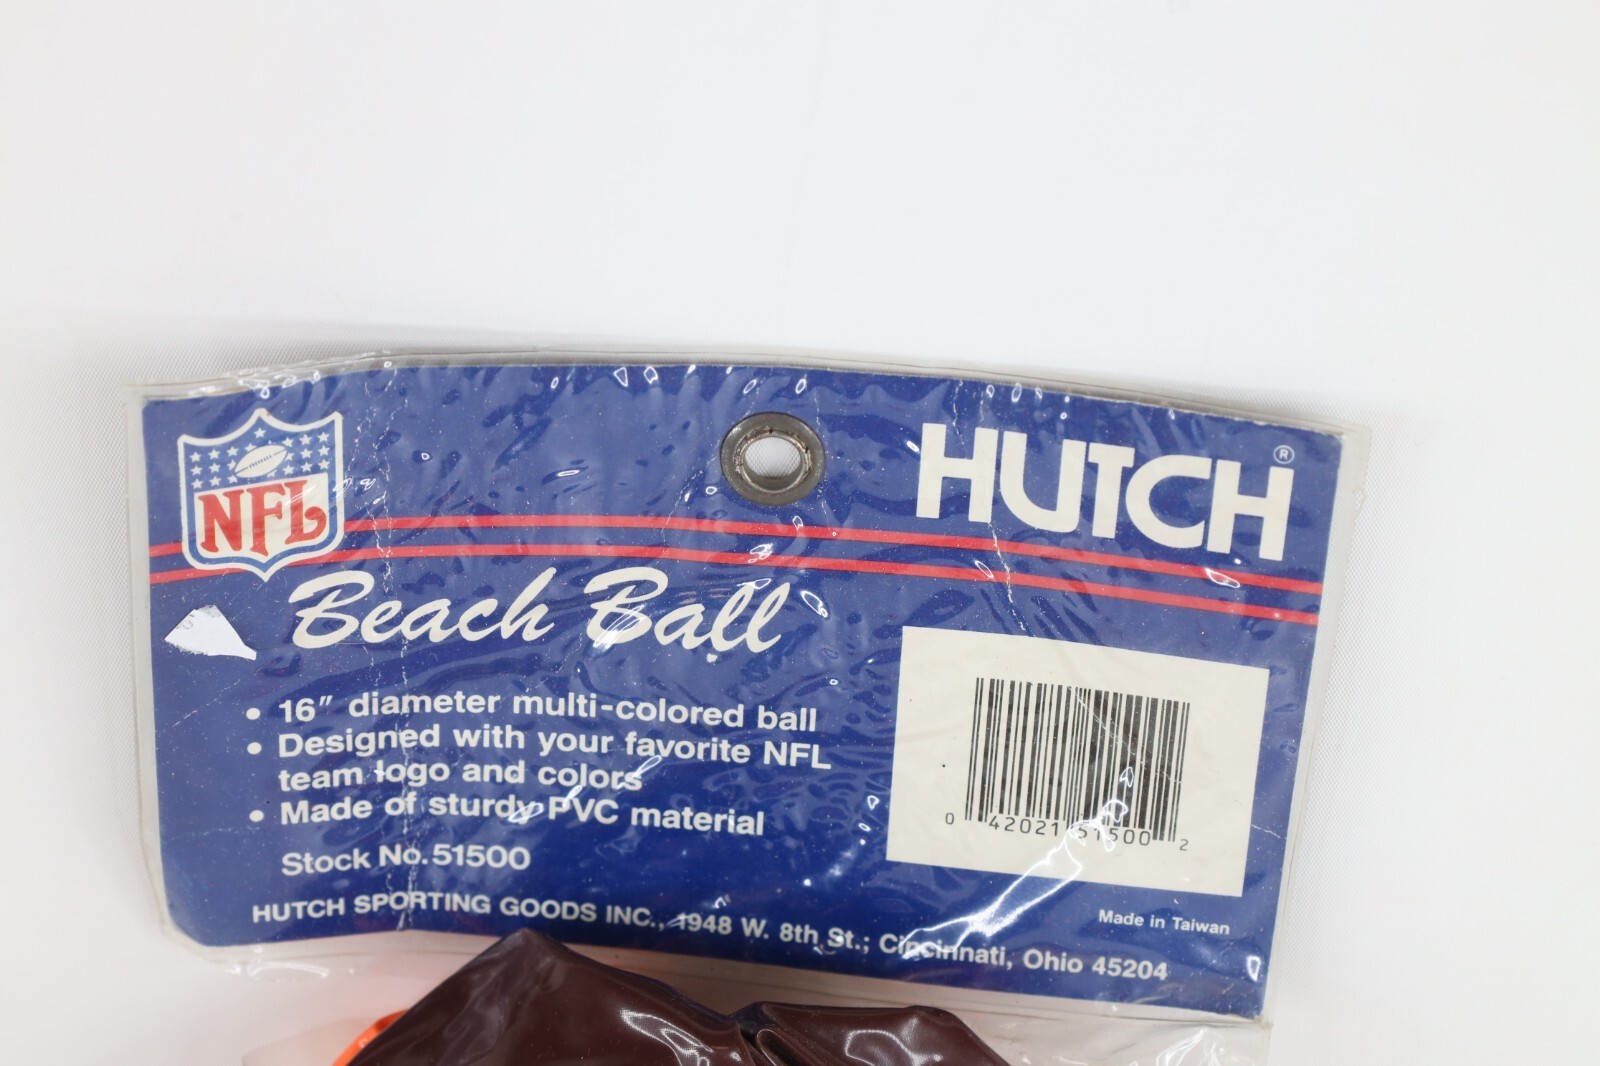 NFL
HUTCH®
Beach Ball
• 16" diameter multi-colored ball
• Designed with your favorite NFL
team logo and colors
• Made of sturdy PVC material
Stock No. 51500
0 42021 51500 2
Made in Taiwan
HUTCH SPORTING GOODS INC., 1948 W. 8th St.; Cincinnati, Ohio 45204